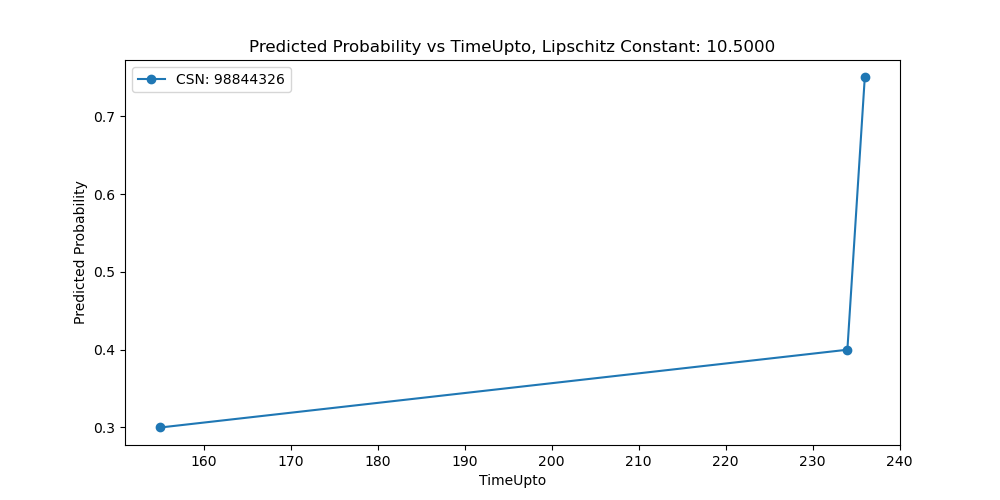 Predicted Probability vs TimeUpto, Lipschitz Constant: 10.5000
CSN: 98844326
Predicted Probability
0.7
0.6
0.5
0.4
0.3
160 170 180 190 200 210 220 230 240
TimeUpto